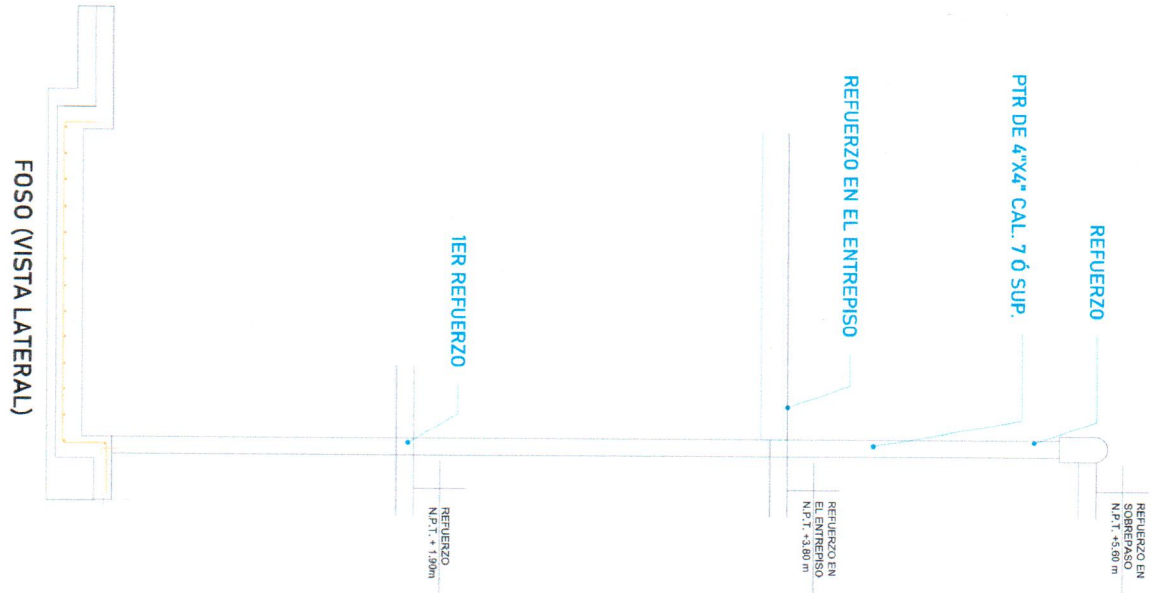 REFUERZO
PTR DE 4"X4" CAL. 7 Ó SUP.
REFUERZO EN EL ENTREPISO
1ER REFUERZO
REFUERZO EN
SOBREPASO
N.P.T. +5.60 m
REFUERZO EN
EL ENTREPISO
N.P.T. +3.80 m
REFUERZO
N.P.T. + 1.90m
FOSO (VISTA LATERAL)